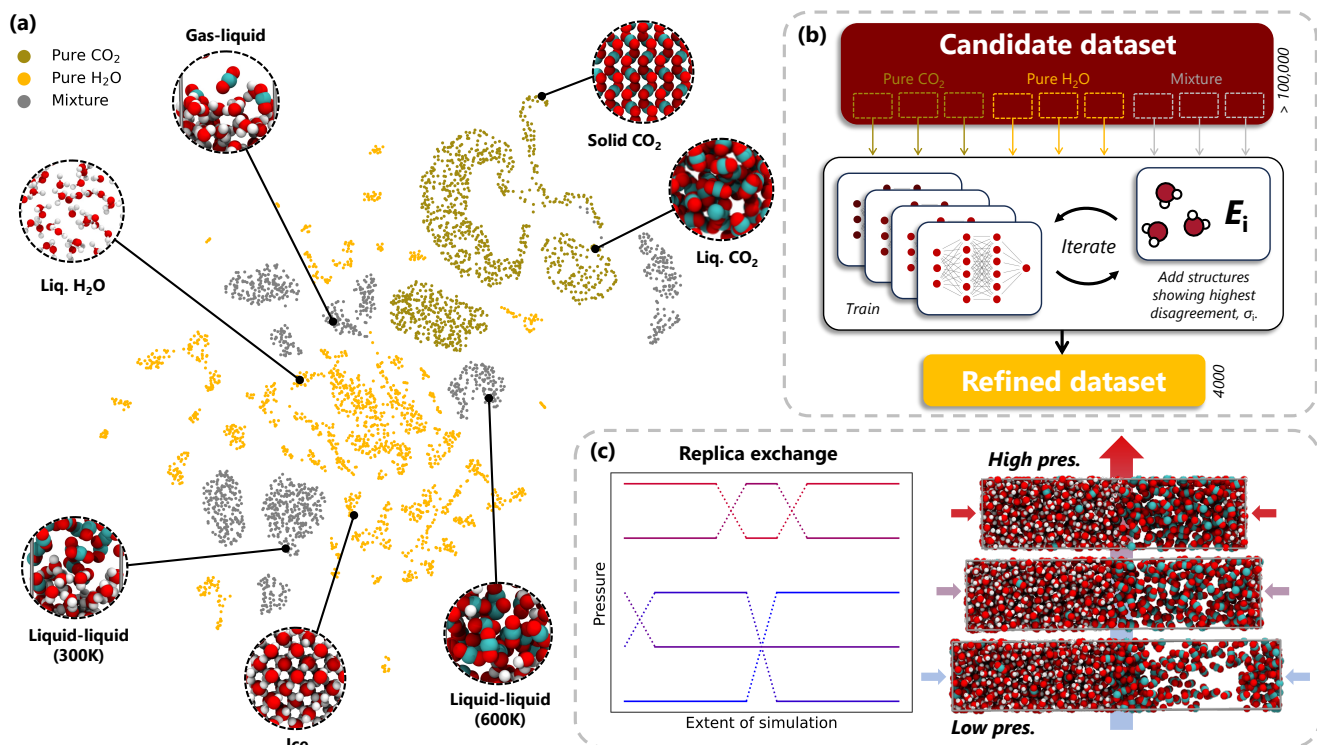 (a)
Pure CO₂
Pure H₂O
Mixture
Gas-liquid
Solid CO₂
Liq. H₂O
Liq. CO₂
Liquid-liquid
(300K)
Ice
Liquid-liquid
(600K)
(b)
Candidate dataset
> 100,000
Pure CO₂
Pure H₂O
Mixture
Train
Iterate
Eᵢ
Add structures
showing highest
disagreement, σᵢ.
Refined dataset
4000
(c)
Replica exchange
Pressure
Extent of simulation
High pres.
Low pres.